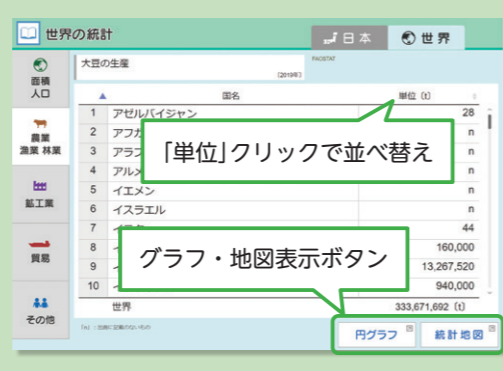 世界の統計
日本
世界
面積
人口
農業
漁業 林業
鉱工業
貿易
その他
大豆の生産
(2019年)
FAOSTAT
国名
単位 (t)
1 アゼルバイジャン 28
2 アフガ n
3 アラブ n
4 アルメ n
5 イエメン n
6 イスラエル n
7 44
8 160,000
9 13,267,520
10 940,000
世界 333,671,692 (t)
「単位」クリックで並べ替え
グラフ・地図表示ボタン
円グラフ
統計地図